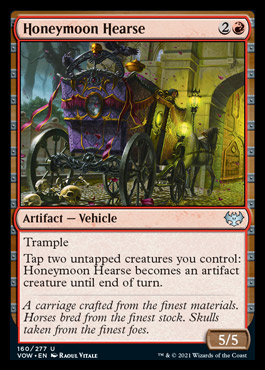 Honeymoon Hearse 2
Artifact — Vehicle
Trample
Tap two untapped creatures you control:
Honeymoon Hearse becomes an artifact
creature until end of turn.
A carriage crafted from the finest materials.
Horses bred from the finest stock. Skulls
taken from the finest foes.
5/5
160/277 U
VOW • EN Raoul Vitale
™ & © 2021 Wizards of the Coast